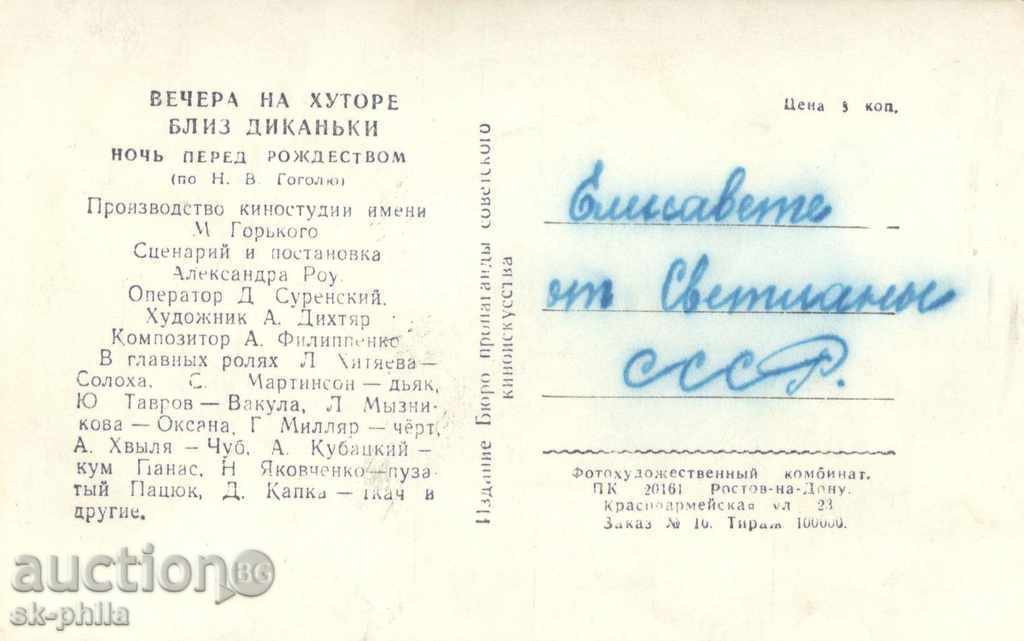 ВЕЧЕРА НА ХУТОРЕ
БЛИЗ ДИКАНЬКИ
НОЧЬ ПЕРЕД РОЖДЕСТВОМ
(по Н. В. Гоголю)
Производство киностудии имени
М Горького
Сценарий и постановка
Александра Роу.
Оператор Д Суренский.
Художник А. Дихтяр
Композитор А. Филиппенко
В главных ролях Л Хитяева-
Солоха, С. Мартинсон — дьяк,
Ю Тавров — Вакула, Л Мызни-
кова — Оксана, Г Милляр — чёрт,
А. Хвыля — Чуб, А. Кубацкий -
кум Панас, Н Яковченко — пуза-
тый Пацюк, Д. Капка — ткач и
другие.
Издание Бюро пропаганды советского
киноискусства
Цена коп.
Елисавете
от Светланы
СССР.
Фотохудожественный комбинат.
ПК 20161 Ростов-на-Дону.
Красноармейская ул 23
Заказ № 10. Тираж 100000.
auctionBG
sk-philla